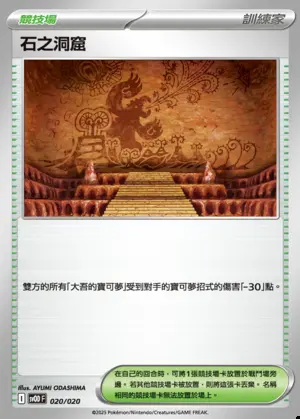 競技場
訓練家
石之洞窟
雙方的所有「大吾的寶可夢」受到對手的寶可夢招式的傷害「-30」點。
illus. AYUMI ODASHIMA
在自己的回合時，可將1張競技場卡放置於戰鬥場旁
邊。若其他競技場卡放置到場上，則將這張卡丟棄。名稱
相同的競技場卡無法放置於場上。
I SVOD F 020/020
©2025 Pokémon/Nintendo/Creatures/GAME FREAK.